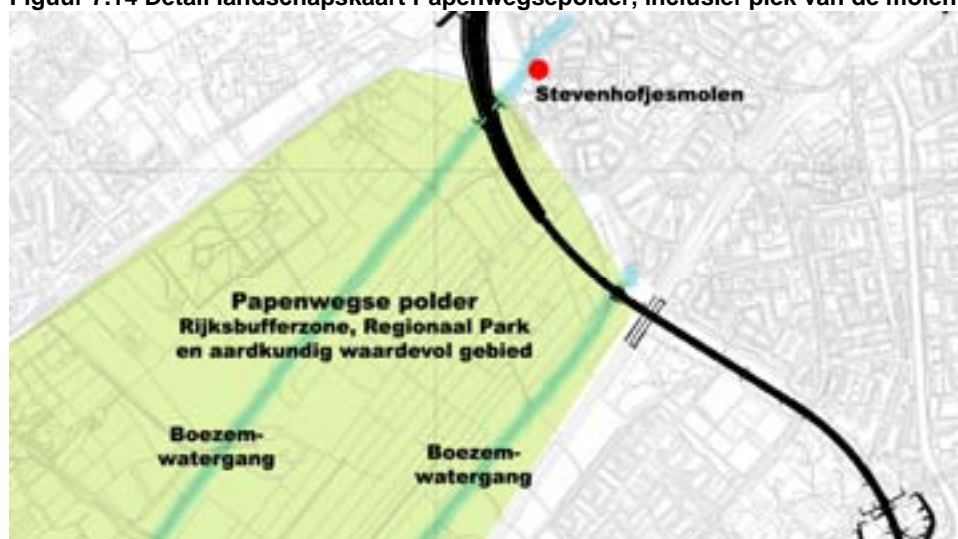 Figuur 7.14 Detail landschapskaart Papenwegsepolder, inclusief plek van de molen
Stevenhofjesmolen
Papenwegse polder
Rijksbufferzone, Regionaal Park
en aardkundig waardevol gebied
Boezem-
watergang
Boezem-
watergang